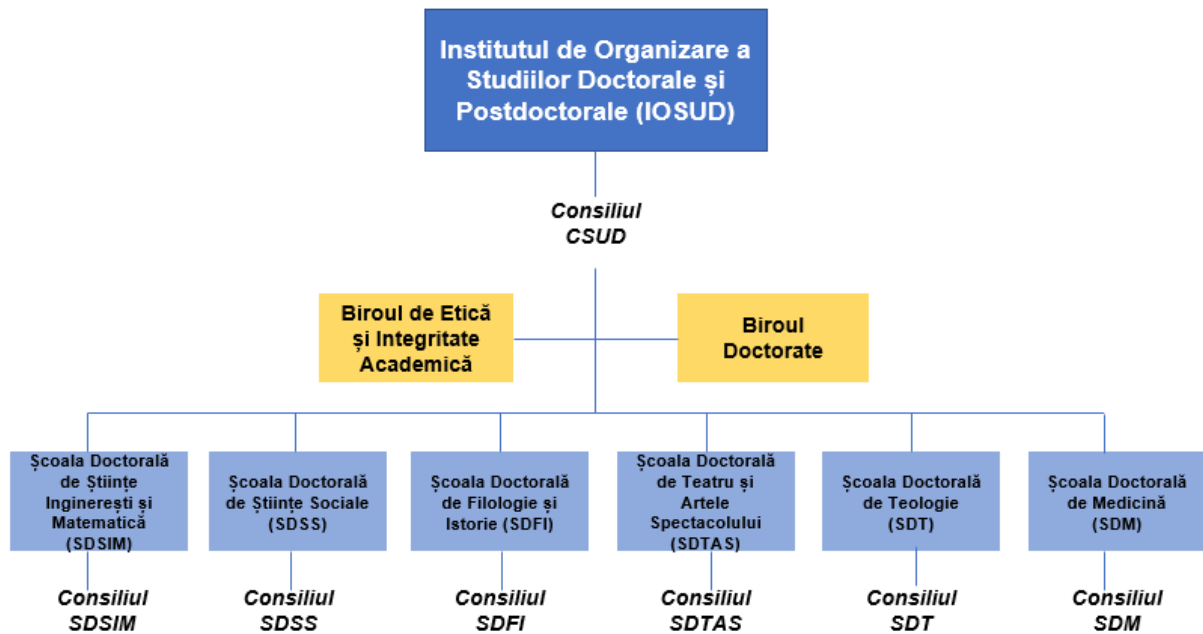 Institutul de Organizare a
Studiilor Doctorale și
Postdoctorale (IOSUD)
Consiliul
CSUD
Biroul de Etică
și Integritate
Academică
Biroul
Doctorate
Școala Doctorală
de Științe
Inginerești și
Matematică
(SDSIM)
Școala Doctorală
de Științe Sociale
(SDSS)
Școala Doctorală
de Filologie și
Istorie (SDFI)
Școala Doctorală
de Teatru și
Artele
Spectacolului
(SDTAS)
Școala Doctorală
de Teologie
(SDT)
Școala Doctorală
de Medicină
(SDM)
Consiliul
SDSIM
Consiliul
SDSS
Consiliul
SDFI
Consiliul
SDTAS
Consiliul
SDT
Consiliul
SDM